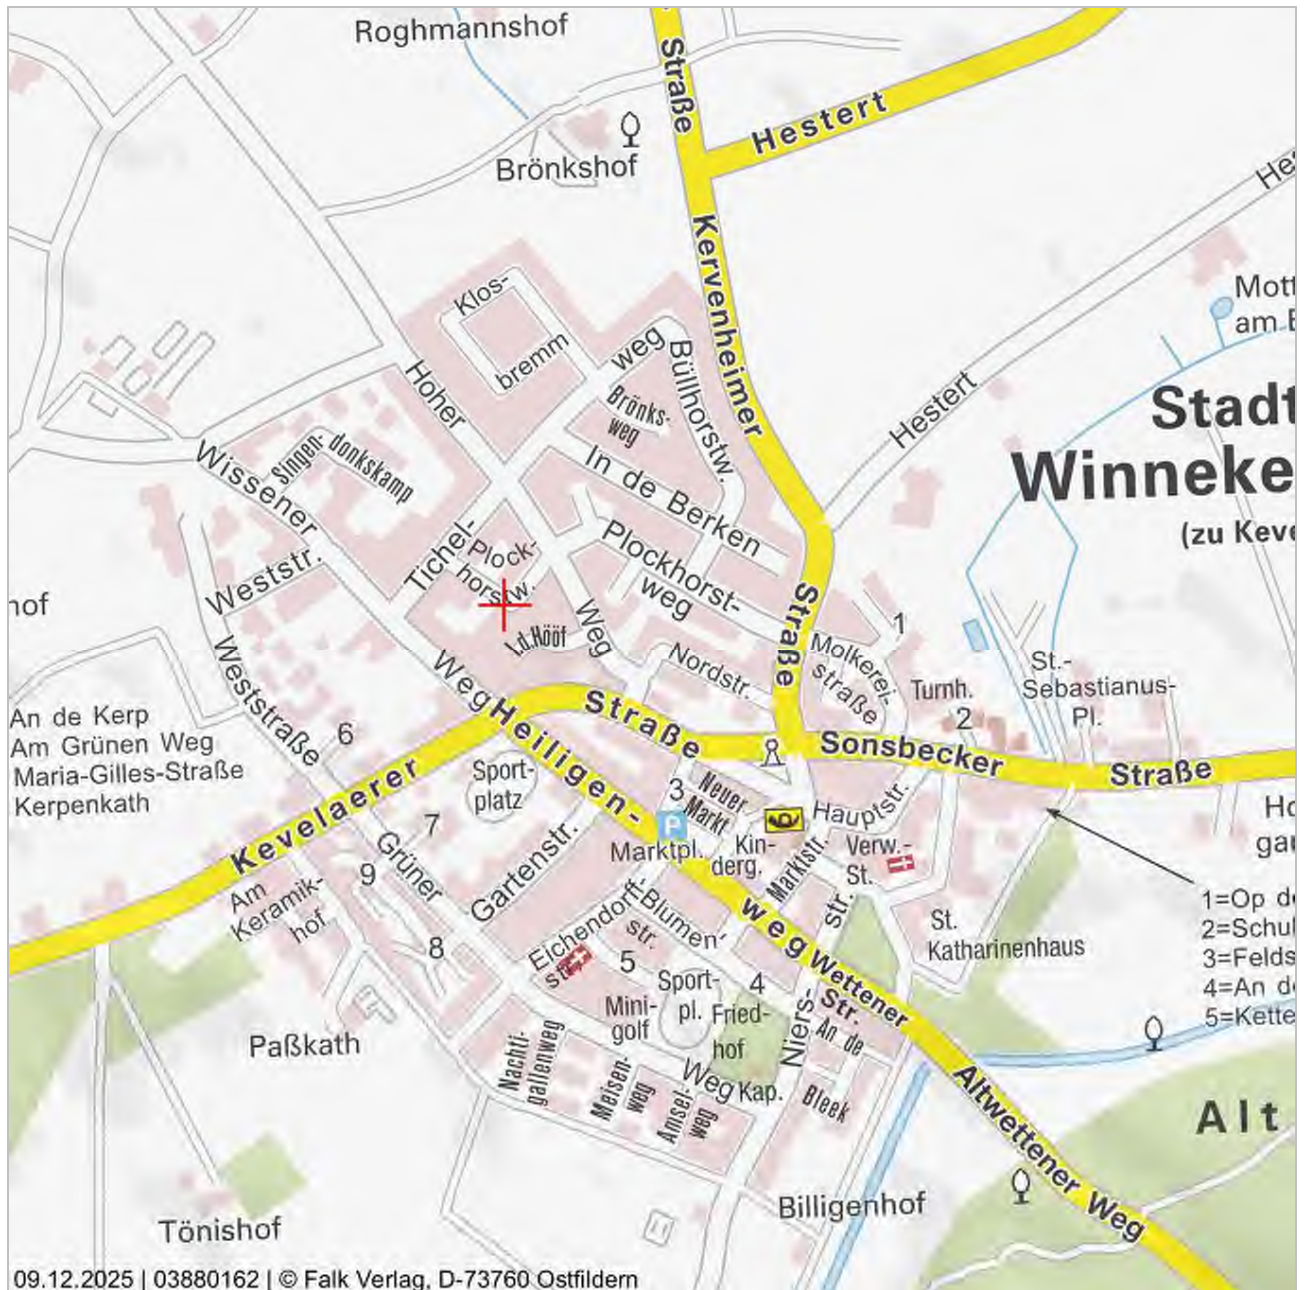 Roghmannshof
Straße
Hestert
Brönkshof
Hes
Kervenheimer
Klos-
bremm
weg
Büllhorstw.
Brönks-
weg
Hoher
Mott
am E
Hestert
Stadt
Winneke
(zu Keve
Wissener
Singen-
donkskamp
In de Berken
Tichel-
Plock-
horstw.
Plockhorst-
weg
Weststr.
nof
Straße
1
I.d.Hööf
Weg
Nordstr.
Molkerei-
straße
Turnh.
2
St.-
Sebastianus-
Pl.
Weststraße
Weg
Heiligen-
Straße
Sonsbecker
Straße
An de Kerp
Am Grünen Weg
Maria-Gilles-Straße
Kerpenkath
6
Kevelaerer
Sport-
platz
3
Neuer
Markt
P
Marktpl.
Kin-
derg.
Hauptstr.
Marktstr.
Verw.-
St.
str.
Ho
gau
7
Grüner
9
Am
Keramik-
hof
Gartenstr.
8
Eichendorff-
str.
Blumen'
str.
5
weg
Wettener
Str.
St.
Katharinenhaus
1=Op de
2=Schul
3=Felds
4=An de
5=Kette
Sport-
pl.
4
Mini-
golf
Fried-
hof
Niers-
An de
Bleek
Paßkath
Nachti-
gallenweg
Meisen-
weg
Amsel-
weg
Weg
Kap.
Altwettener Weg
Alt
Billigenhof
Tönishof
09.12.2025 | 03880162 | © Falk Verlag, D-73760 Ostfildern